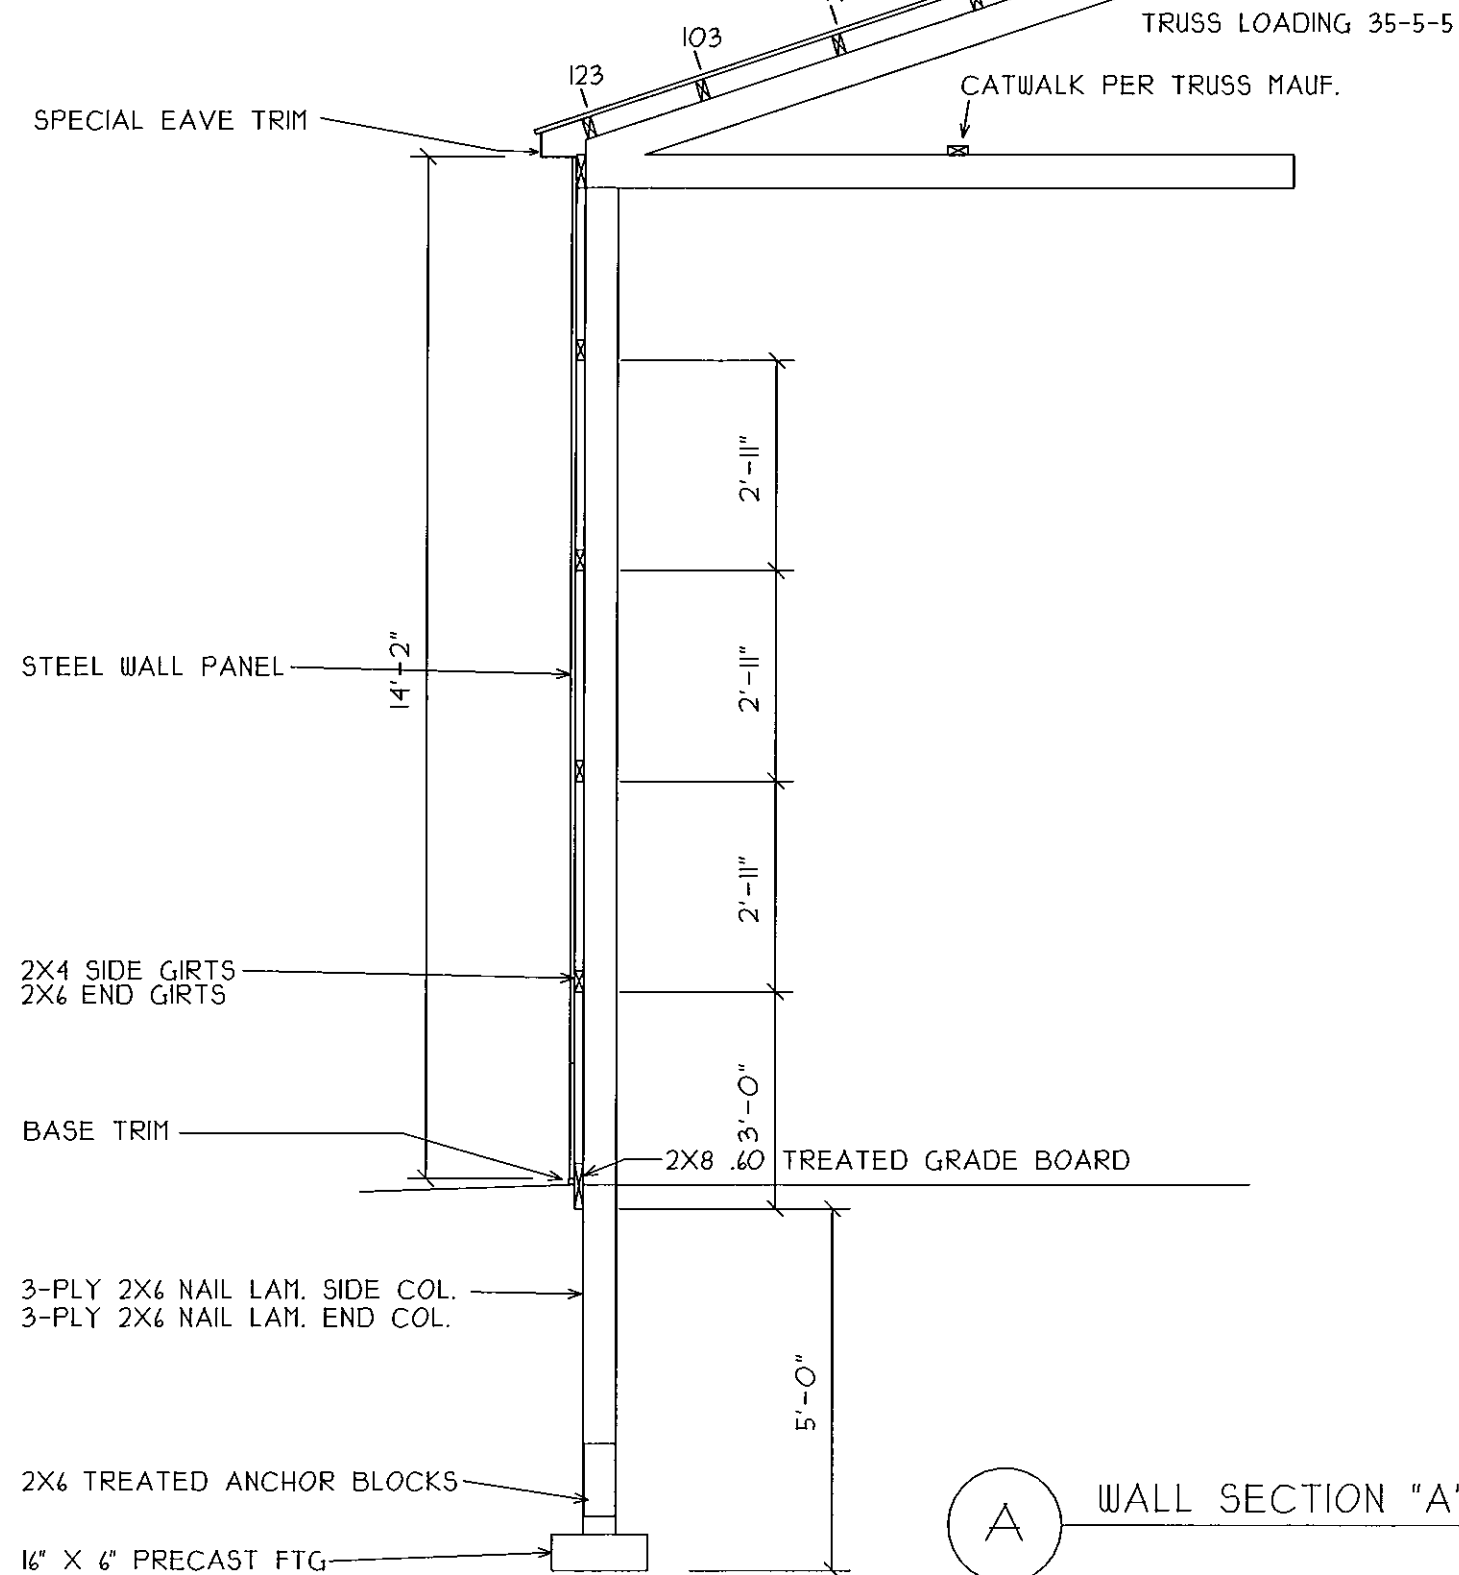 TRUSS LOADING 35-5-5
103
123
CATWALK PER TRUSS MAUF.
SPECIAL EAVE TRIM
2'-11"
14'-2"
STEEL WALL PANEL
2'-11"
2'-11"
2X4 SIDE GIRTS
2X6 END GIRTS
3'-0"
BASE TRIM
2X8 .60 TREATED GRADE BOARD
3-PLY 2X6 NAIL LAM. SIDE COL.
3-PLY 2X6 NAIL LAM. END COL.
5'-0"
2X6 TREATED ANCHOR BLOCKS
A
WALL SECTION "A"
16" X 6" PRECAST FTG